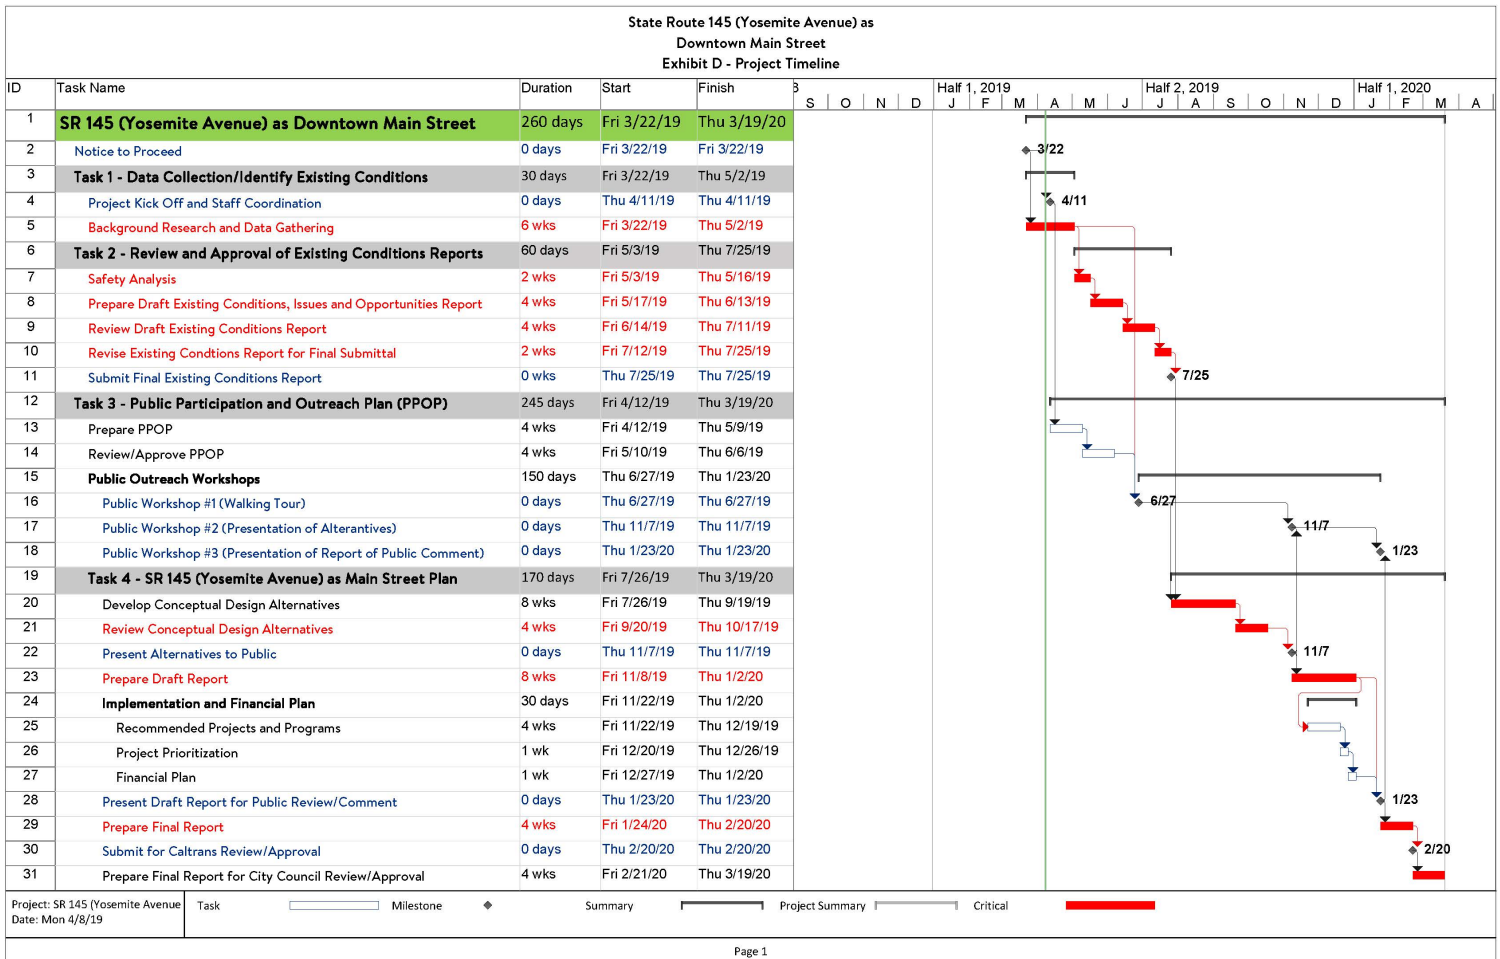 State Route 145 (Yosemite Avenue) as
Downtown Main Street
Exhibit D - Project Timeline
ID Task Name Duration Start Finish Half 1, 2019 Half 2, 2019 Half 1, 2020
S O N D J F M A M J J A S O N D J F M A
1 SR 145 (Yosemite Avenue) as Downtown Main Street 260 days Fri 3/22/19 Thu 3/19/20
2 Notice to Proceed 0 days Fri 3/22/19 Fri 3/22/19 3/22
3 Task 1 - Data Collection/Identify Existing Conditions 30 days Fri 3/22/19 Thu 5/2/19
4 Project Kick Off and Staff Coordination 0 days Thu 4/11/19 Thu 4/11/19 4/11
5 Background Research and Data Gathering 6 wks Fri 3/22/19 Thu 5/2/19
6 Task 2 - Review and Approval of Existing Conditions Reports 60 days Fri 5/3/19 Thu 7/25/19
7 Safety Analysis 2 wks Fri 5/3/19 Thu 5/16/19
8 Prepare Draft Existing Conditions, Issues and Opportunities Report 4 wks Fri 5/17/19 Thu 6/13/19
9 Review Draft Existing Conditions Report 4 wks Fri 6/14/19 Thu 7/11/19
10 Revise Existing Condtions Report for Final Submittal 2 wks Fri 7/12/19 Thu 7/25/19
11 Submit Final Existing Conditions Report 0 wks Thu 7/25/19 Thu 7/25/19 7/25
12 Task 3 - Public Participation and Outreach Plan (PPOP) 245 days Fri 4/12/19 Thu 3/19/20
13 Prepare PPOP 4 wks Fri 4/12/19 Thu 5/9/19
14 Review/Approve PPOP 4 wks Fri 5/10/19 Thu 6/6/19
15 Public Outreach Workshops 150 days Thu 6/27/19 Thu 1/23/20
16 Public Workshop #1 (Walking Tour) 0 days Thu 6/27/19 Thu 6/27/19 6/27
17 Public Workshop #2 (Presentation of Alterantives) 0 days Thu 11/7/19 Thu 11/7/19 11/7
18 Public Workshop #3 (Presentation of Report of Public Comment) 0 days Thu 1/23/20 Thu 1/23/20 1/23
19 Task 4 - SR 145 (Yosemite Avenue) as Main Street Plan 170 days Fri 7/26/19 Thu 3/19/20
20 Develop Conceptual Design Alternatives 8 wks Fri 7/26/19 Thu 9/19/19
21 Review Conceptual Design Alternatives 4 wks Fri 9/20/19 Thu 10/17/19
22 Present Alternatives to Public 0 days Thu 11/7/19 Thu 11/7/19 11/7
23 Prepare Draft Report 8 wks Fri 11/8/19 Thu 1/2/20
24 Implementation and Financial Plan 30 days Fri 11/22/19 Thu 1/2/20
25 Recommended Projects and Programs 4 wks Fri 11/22/19 Thu 12/19/19
26 Project Prioritization 1 wk Fri 12/20/19 Thu 12/26/19
27 Financial Plan 1 wk Fri 12/27/19 Thu 1/2/20
28 Present Draft Report for Public Review/Comment 0 days Thu 1/23/20 Thu 1/23/20 1/23
29 Prepare Final Report 4 wks Fri 1/24/20 Thu 2/20/20
30 Submit for Caltrans Review/Approval 0 days Thu 2/20/20 Thu 2/20/20 2/20
31 Prepare Final Report for City Council Review/Approval 4 wks Fri 2/21/20 Thu 3/19/20
Project: SR 145 (Yosemite Avenue Task Milestone Summary Project Summary Critical
Date: Mon 4/8/19
Page 1